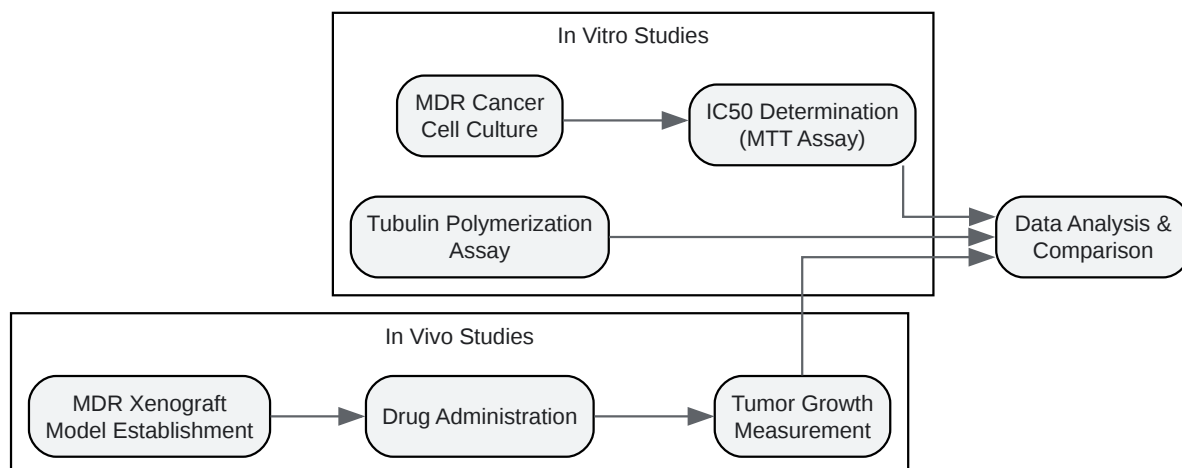 In Vitro Studies
MDR Cancer
Cell Culture
IC50 Determination
(MTT Assay)
Tubulin Polymerization
Assay
Data Analysis &
Comparison
In Vivo Studies
MDR Xenograft
Model Establishment
Drug Administration
Tumor Growth
Measurement